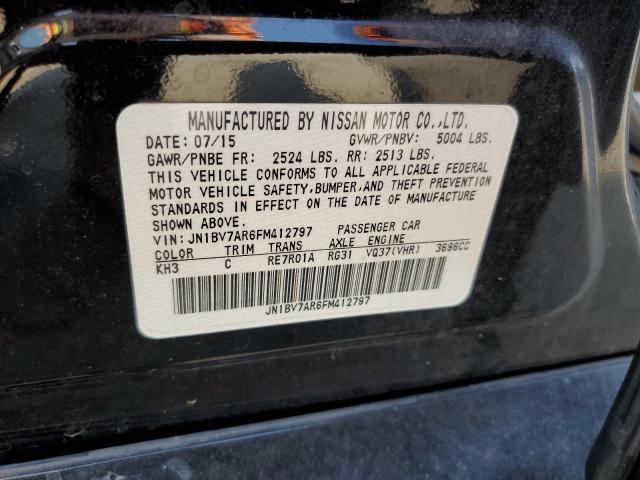 MANUFACTURED BY NISSAN MOTOR CO.,LTD.
DATE: 07/15 GVWR/PNBV: 5004 LBS.
GAWR/PNBE FR: 2524 LBS. RR: 2513 LBS.
THIS VEHICLE CONFORMS TO ALL APPLICABLE FEDERAL
MOTOR VEHICLE SAFETY,BUMPER,AND THEFT PREVENTION
STANDARDS IN EFFECT ON THE DATE OF MANUFACTURE
SHOWN ABOVE.
VIN: JN1BV7AR6FM412797 PASSENGER CAR
COLOR TRIM TRANS AXLE ENGINE
KH3 C RE7R01A RG31 VQ37(VHR) 3696CC
JN1BV7AR6FM412797